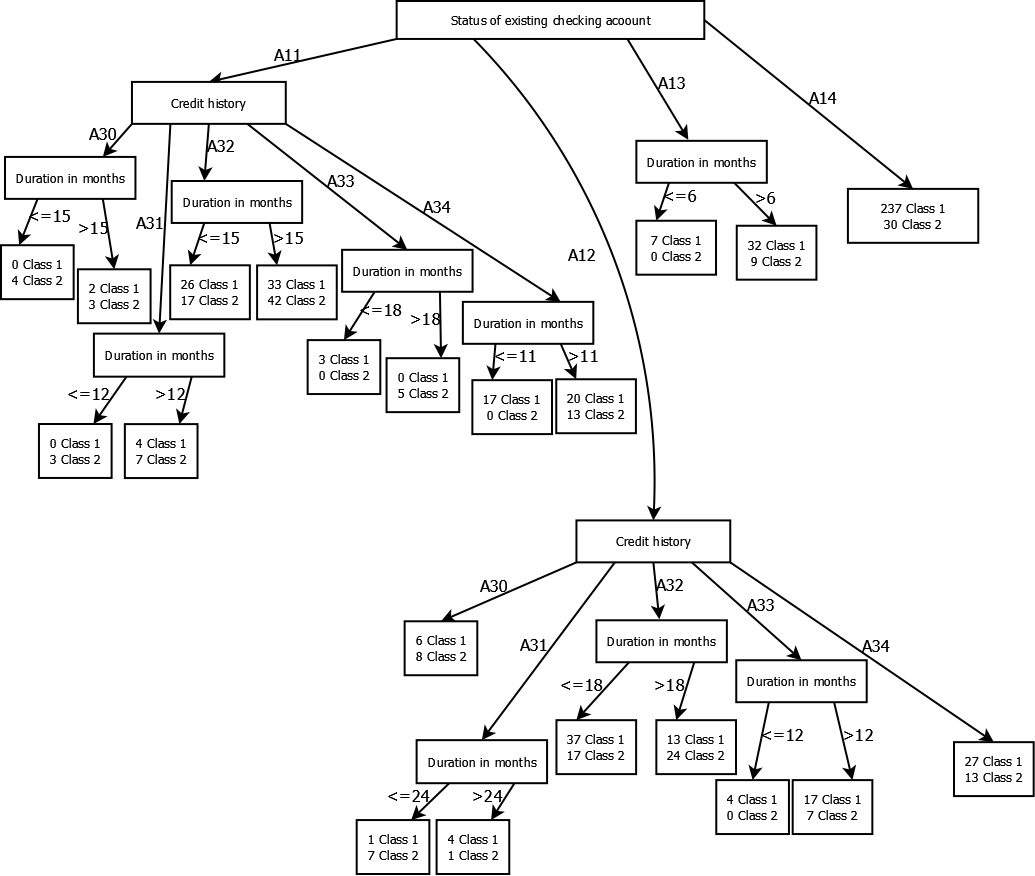 Status of existing checking acoount
A11
A13
A14
Credit history
A30
A32
A33
A34
A31
A12
Duration in months
<=15
>15
0 Class 1
4 Class 2
2 Class 1
3 Class 2
Duration in months
<=15
>15
26 Class 1
17 Class 2
33 Class 1
42 Class 2
Duration in months
<=18
>18
3 Class 1
0 Class 2
0 Class 1
5 Class 2
Duration in months
<=11
>11
17 Class 1
0 Class 2
20 Class 1
13 Class 2
Duration in months
<=12
>12
0 Class 1
3 Class 2
4 Class 1
7 Class 2
Duration in months
<=6
>6
7 Class 1
0 Class 2
32 Class 1
9 Class 2
237 Class 1
30 Class 2
Credit history
A30
A31
A32
A33
A34
6 Class 1
8 Class 2
Duration in months
<=18
>18
37 Class 1
17 Class 2
13 Class 1
24 Class 2
Duration in months
<=12
>12
4 Class 1
0 Class 2
17 Class 1
7 Class 2
27 Class 1
13 Class 2
Duration in months
<=24
>24
1 Class 1
7 Class 2
4 Class 1
1 Class 2